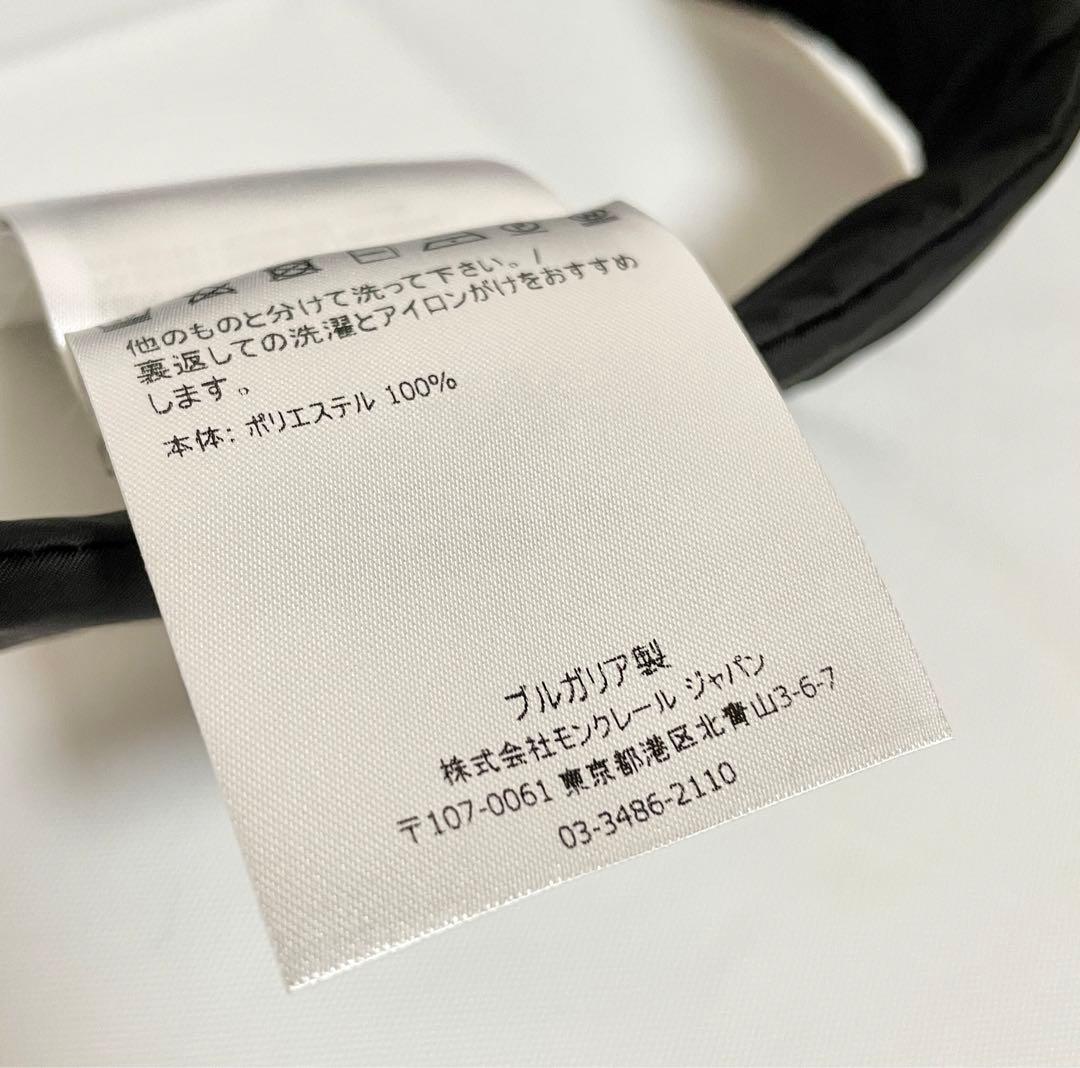 他のものと分けて洗って下さい。/
裏返しての洗濯とアイロンがけをおすすめ
します。
本体: ポリエステル 100%
ブルガリア製
株式会社モンクレール ジャパン
〒107-0061 東京都港区北青山3-6-7
03-3486-2110